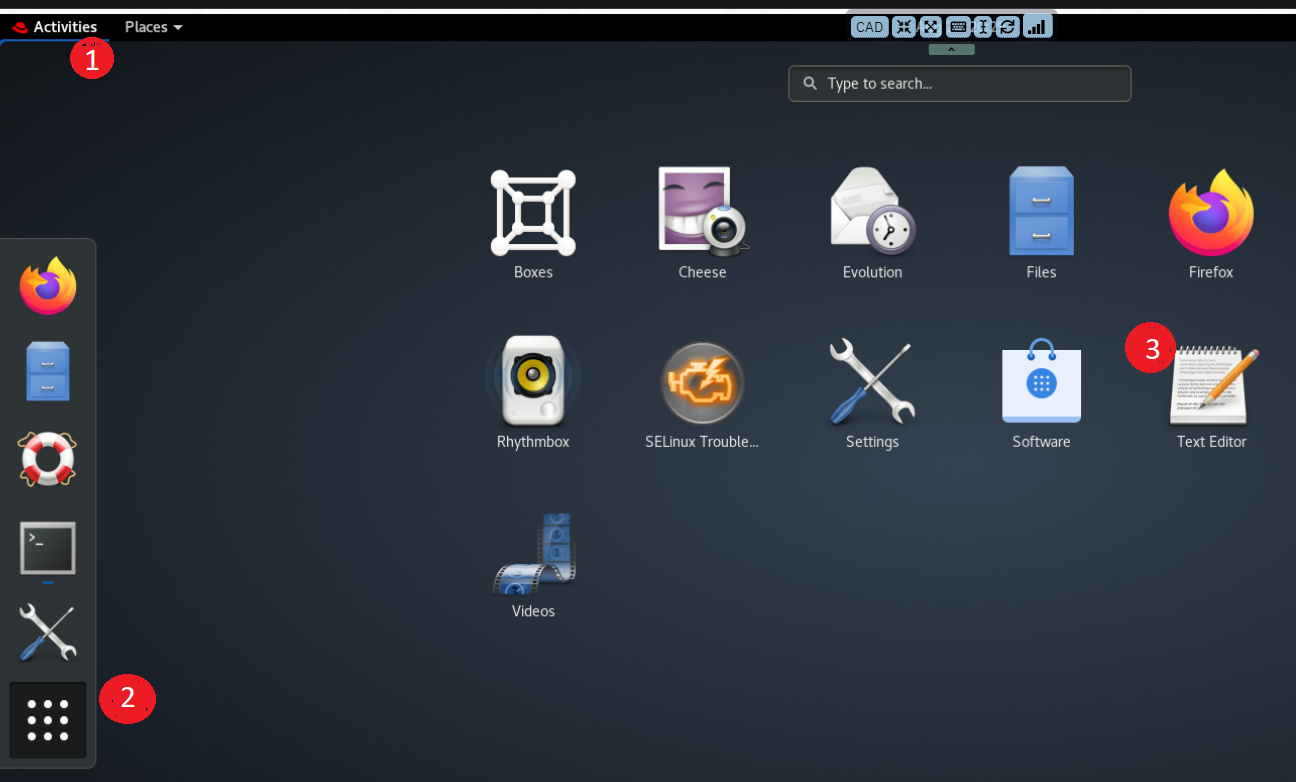 Activities Places
CAD
1
Type to search...
Boxes Cheese Evolution Files Firefox
3
>_
Rhythmbox SELinux Trouble... Settings Software Text Editor
Videos
2